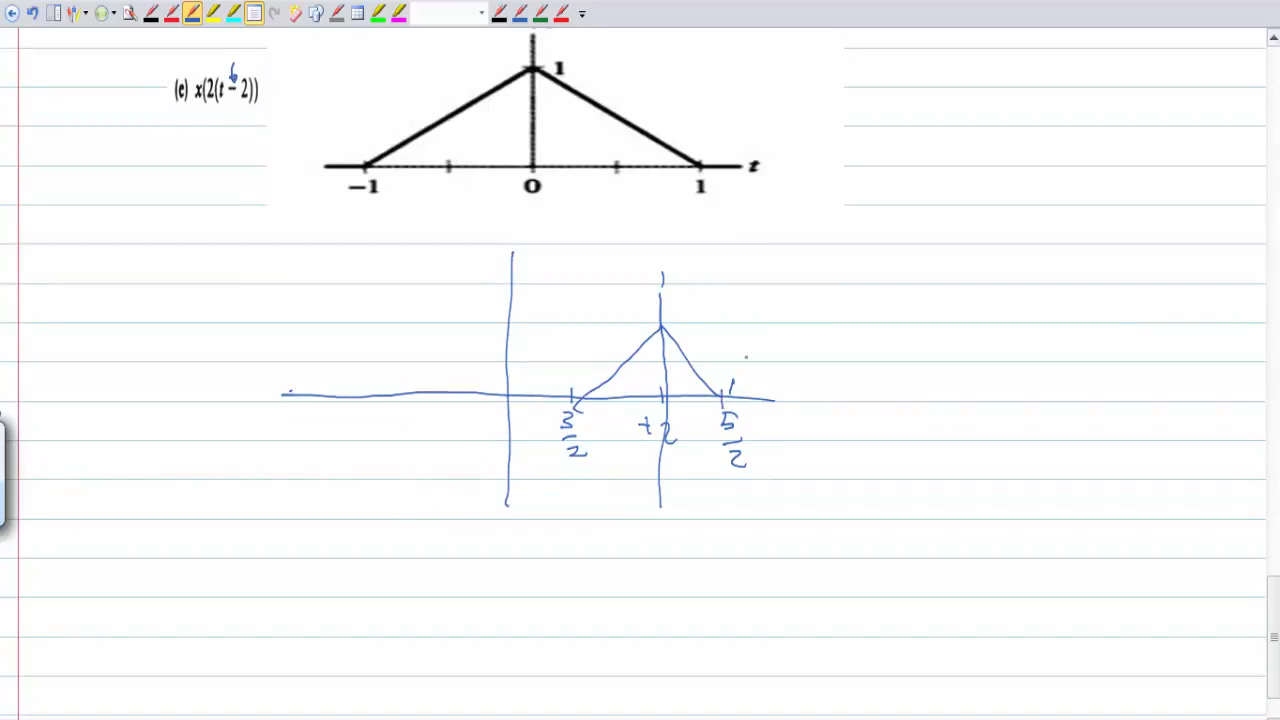 1
(c) x(2(t − 2))
t
−1 0 1
3/2 +2 5/2